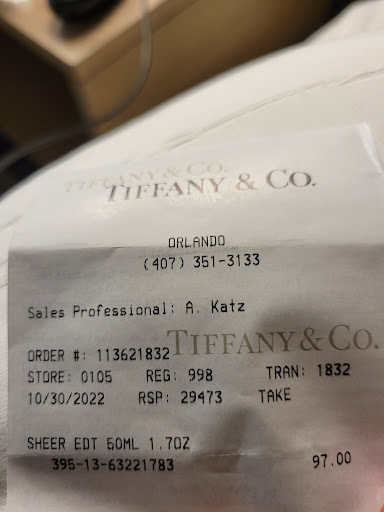 TIFFANY & CO.
TIFFANY & CO.
ORLANDO
(407) 351-3133
Sales Professional: A. Katz
TIFFANY & CO.
ORDER #: 113621832
STORE: 0105 REG: 998 TRAN: 1832
10/30/2022 RSP: 29473 TAKE
SHEER EDT 50ML 1.7OZ
395-13-63221783 97.00